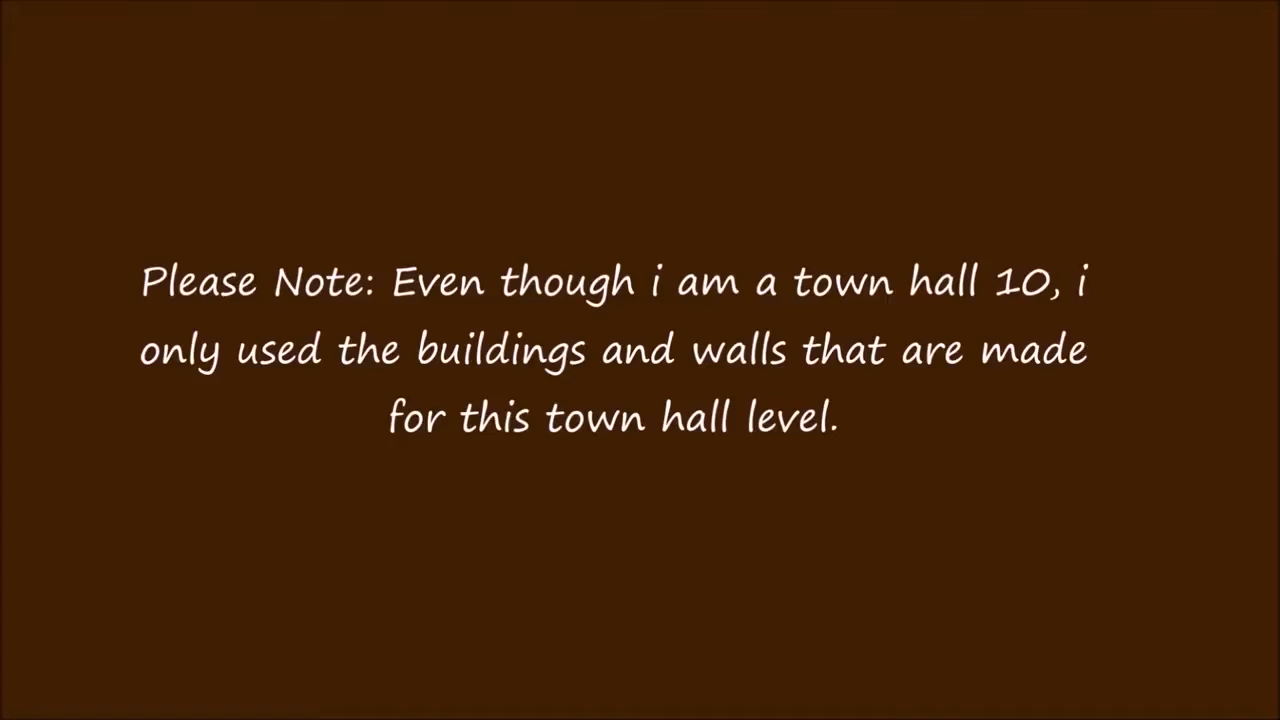 Please Note: Even though i am a town hall 10, i
only used the buildings and walls that are made
for this town hall level.